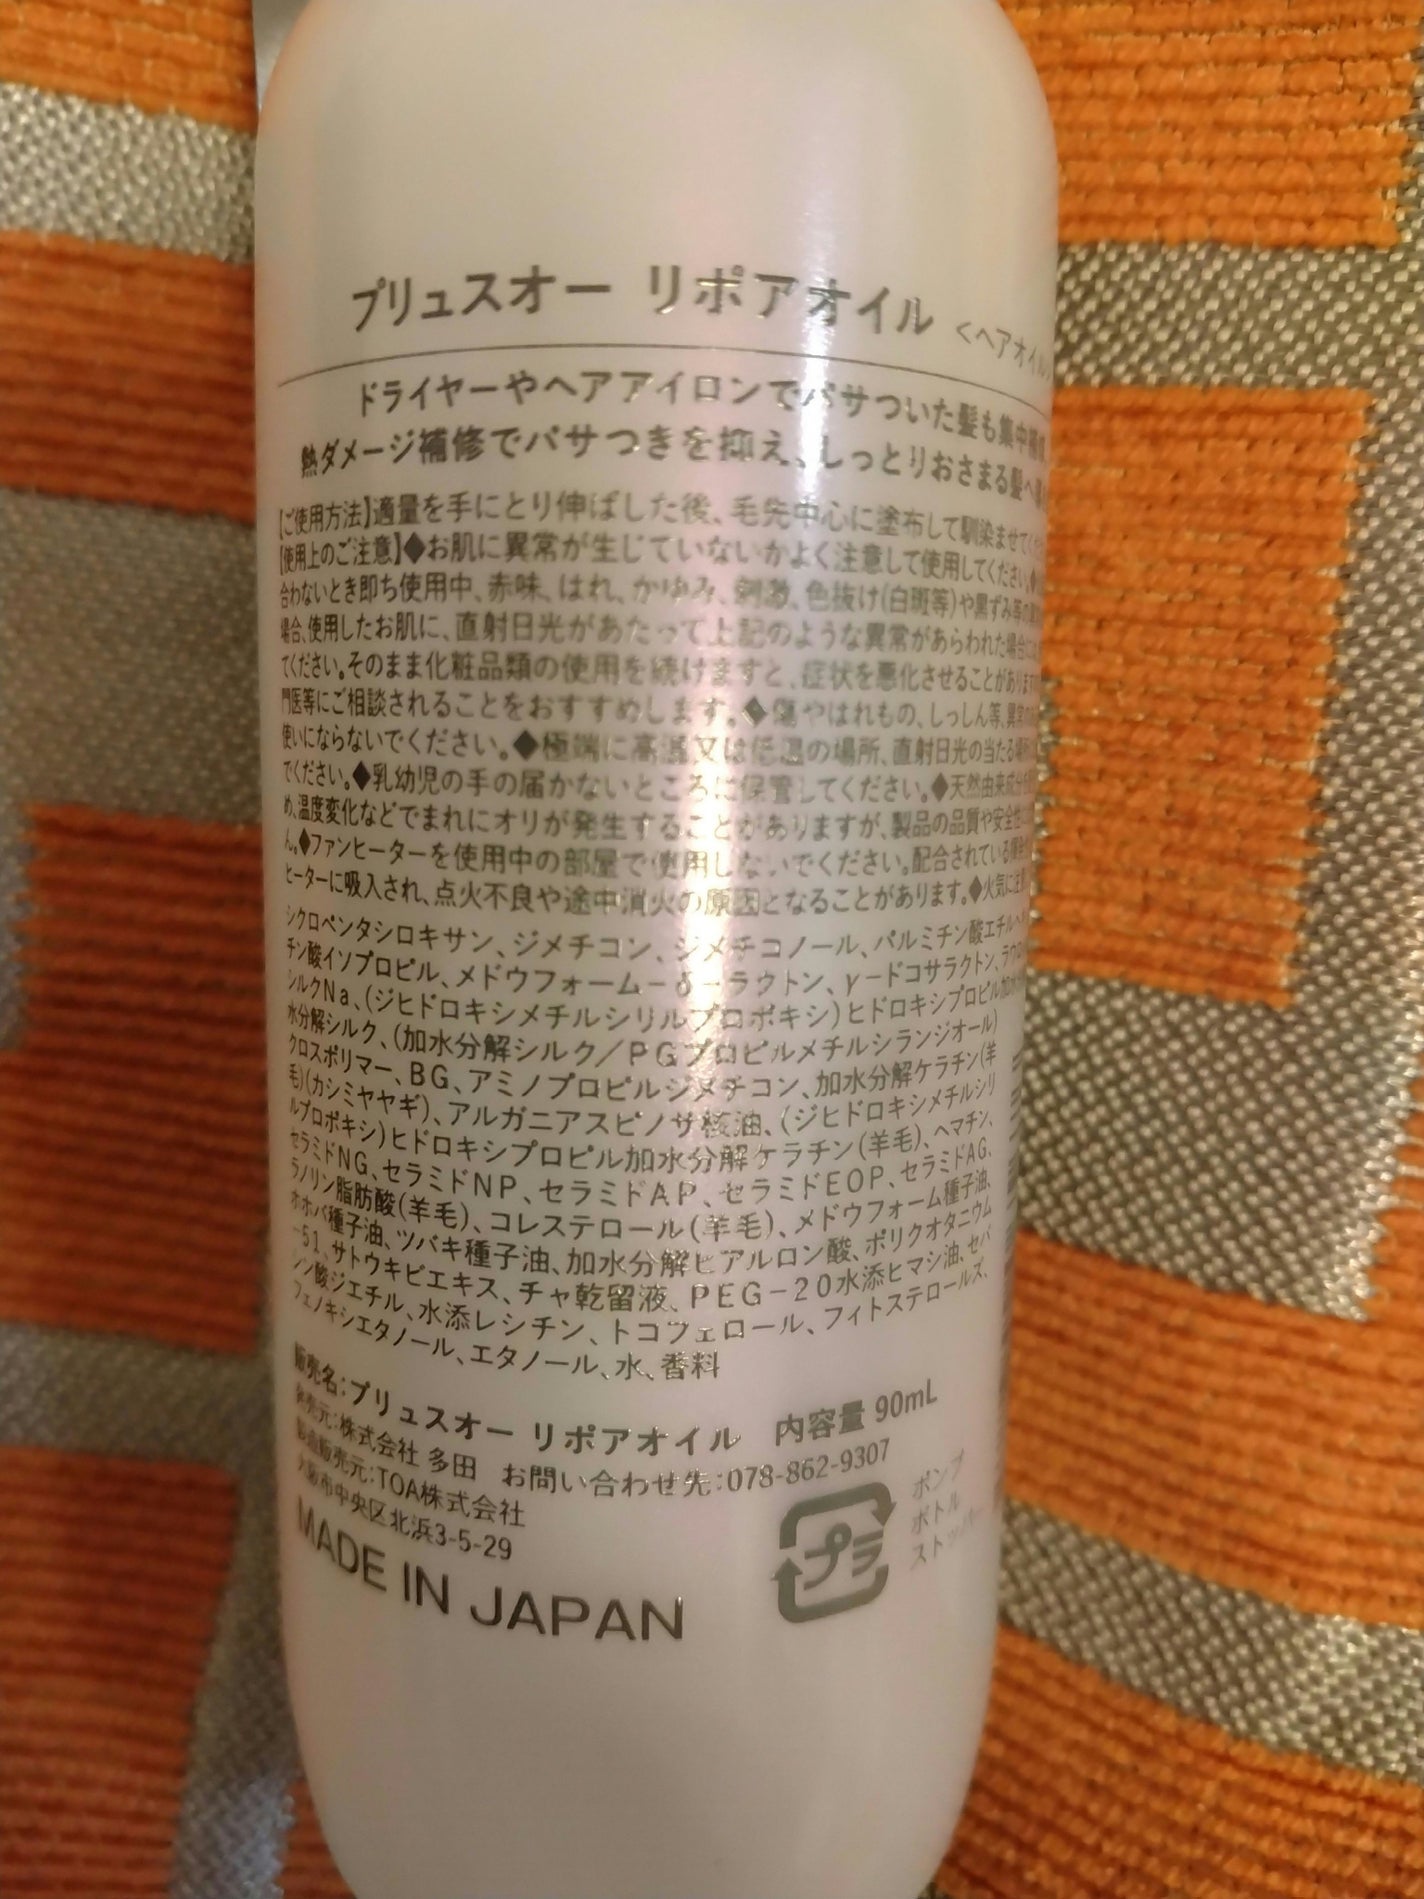 プリュスオー リポアオイル <ヘアオイル
ドライヤーやヘアアイロンでパサついた髪も集中補修
熱ダメージ補修でパサつきを抑え、しっとりおさまる髪へ
【ご使用方法】適量を手にとり伸ばした後、毛先中心に塗布して馴染ませてくだ
【使用上のご注意】◆お肌に異常が生じていないかよく注意して使用してください。◆
合わないとき即ち使用中、赤味、はれ、かゆみ、刺激、色抜け(白斑等)や黒ずみ等の
場合、使用したお肌に、直射日光があたって上記のような異常があらわれた場合には
てください。そのまま化粧品類の使用を続けますと、症状を悪化させることがあります
門医等にご相談されることをおすすめします。◆傷やはれもの、しっしん等、異常の
使いにならないでください。◆極端に高温又は低温の場所、直射日光の当たる場所
でください。◆乳幼児の手の届かないところに保管してください。◆天然由来成分
め、温度変化などでまれにオリが発生することがありますが、製品の品質や安全性に
ん。◆ファンヒーターを使用中の部屋で使用しないでください。配合されている
ヒーターに吸入され、点火不良や途中消火の原因となることがあります。◆火気に注意
シクロペンタシロキサン、ジメチコン、ジメチコノール、パルミチン酸エチルヘ
チン酸イソプロピル、メドウフォーム-δ-ラクトン、γ-ドコサラクトン、ラウロ
シルクNa、(ジヒドロキシメチルシリルプロポキシ)ヒドロキシプロピル加水
水分解シルク、(加水分解シルク/PGプロピルメチルシランジオール)
クロスポリマー、BG、アミノプロピルジメチコン、加水分解ケラチン(羊
毛)(カシミヤヤギ)、アルガニアスピノサ核油、(ジヒドロキシメチルシリ
ルプロポキシ)ヒドロキシプロピル加水分解ケラチン(羊毛)、ヘマチン、
セラミドNG、セラミドNP、セラミドAP、セラミドEOP、セラミドAG、
ラノリン脂肪酸(羊毛)、コレステロール(羊毛)、メドウフォーム種子油、
ホホバ種子油、ツバキ種子油、加水分解ヒアルロン酸、ポリクオタニウム
-51、サトウキビエキス、チャ乾留液、PEG-20水添ヒマシ油、セバ
シン酸ジエチル、水添レシチン、トコフェロール、フィトステロールズ、
フェノキシエタノール、エタノール、水、香料
販売名:プリュスオー リポアオイル 内容量 90mL
発売元:株式会社 多田 お問い合わせ先:078-862-9307
製造販売元:TOA株式会社
大阪市中央区北浜3-5-29
MADE IN JAPAN
プラ
ポンプ
ボトル
ストッパー